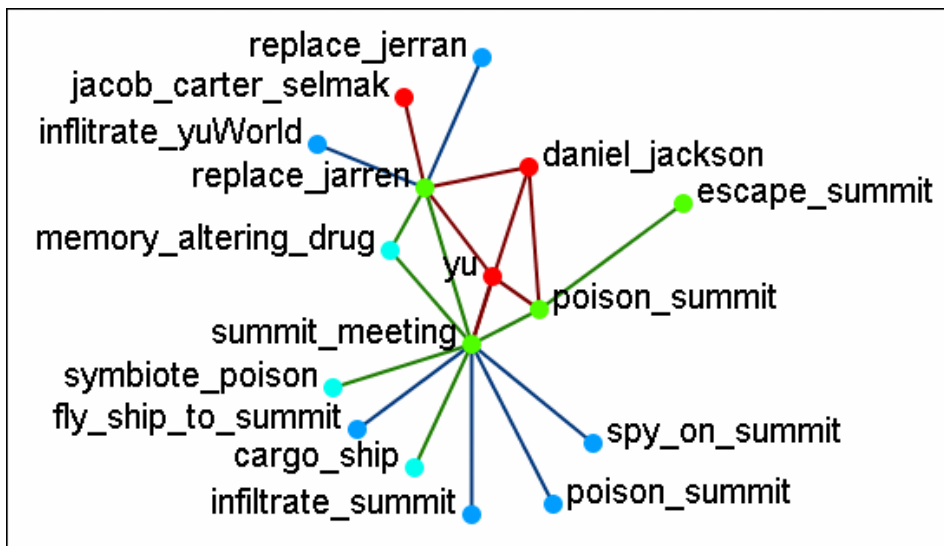 replace_jerran
jacob_carter_selmak
inflitrate_yuWorld
daniel_jackson
replace_jarren
escape_summit
memory_altering_drug
yu
poison_summit
summit_meeting
symbiote_poison
fly_ship_to_summit
spy_on_summit
cargo_ship
infiltrate_summit
poison_summit